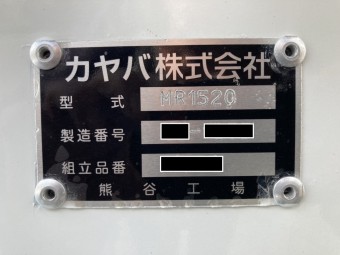 カヤバ株式会社
型式 MR1520
製造番号 -
組立品番
熊谷工場